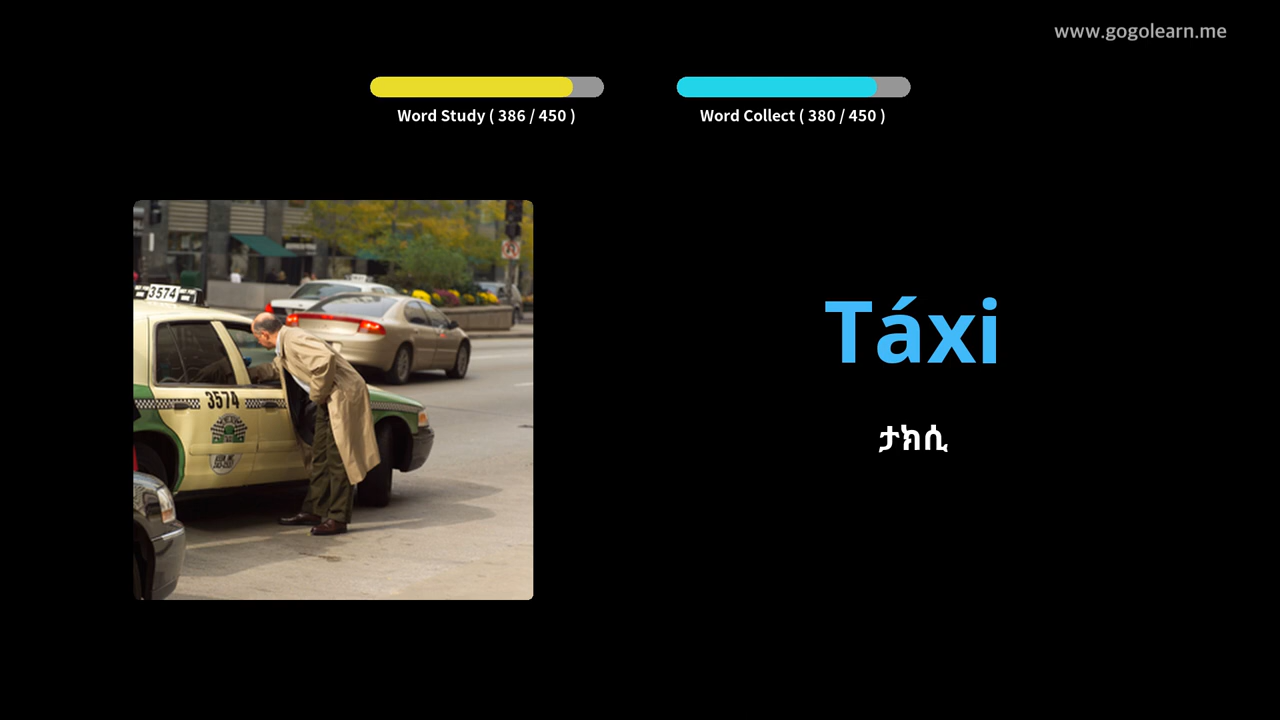 www.gogolearn.me
Word Study ( 386 / 450 )
Word Collect ( 380 / 450 )
3574
3574
Táxi
ታክሲ